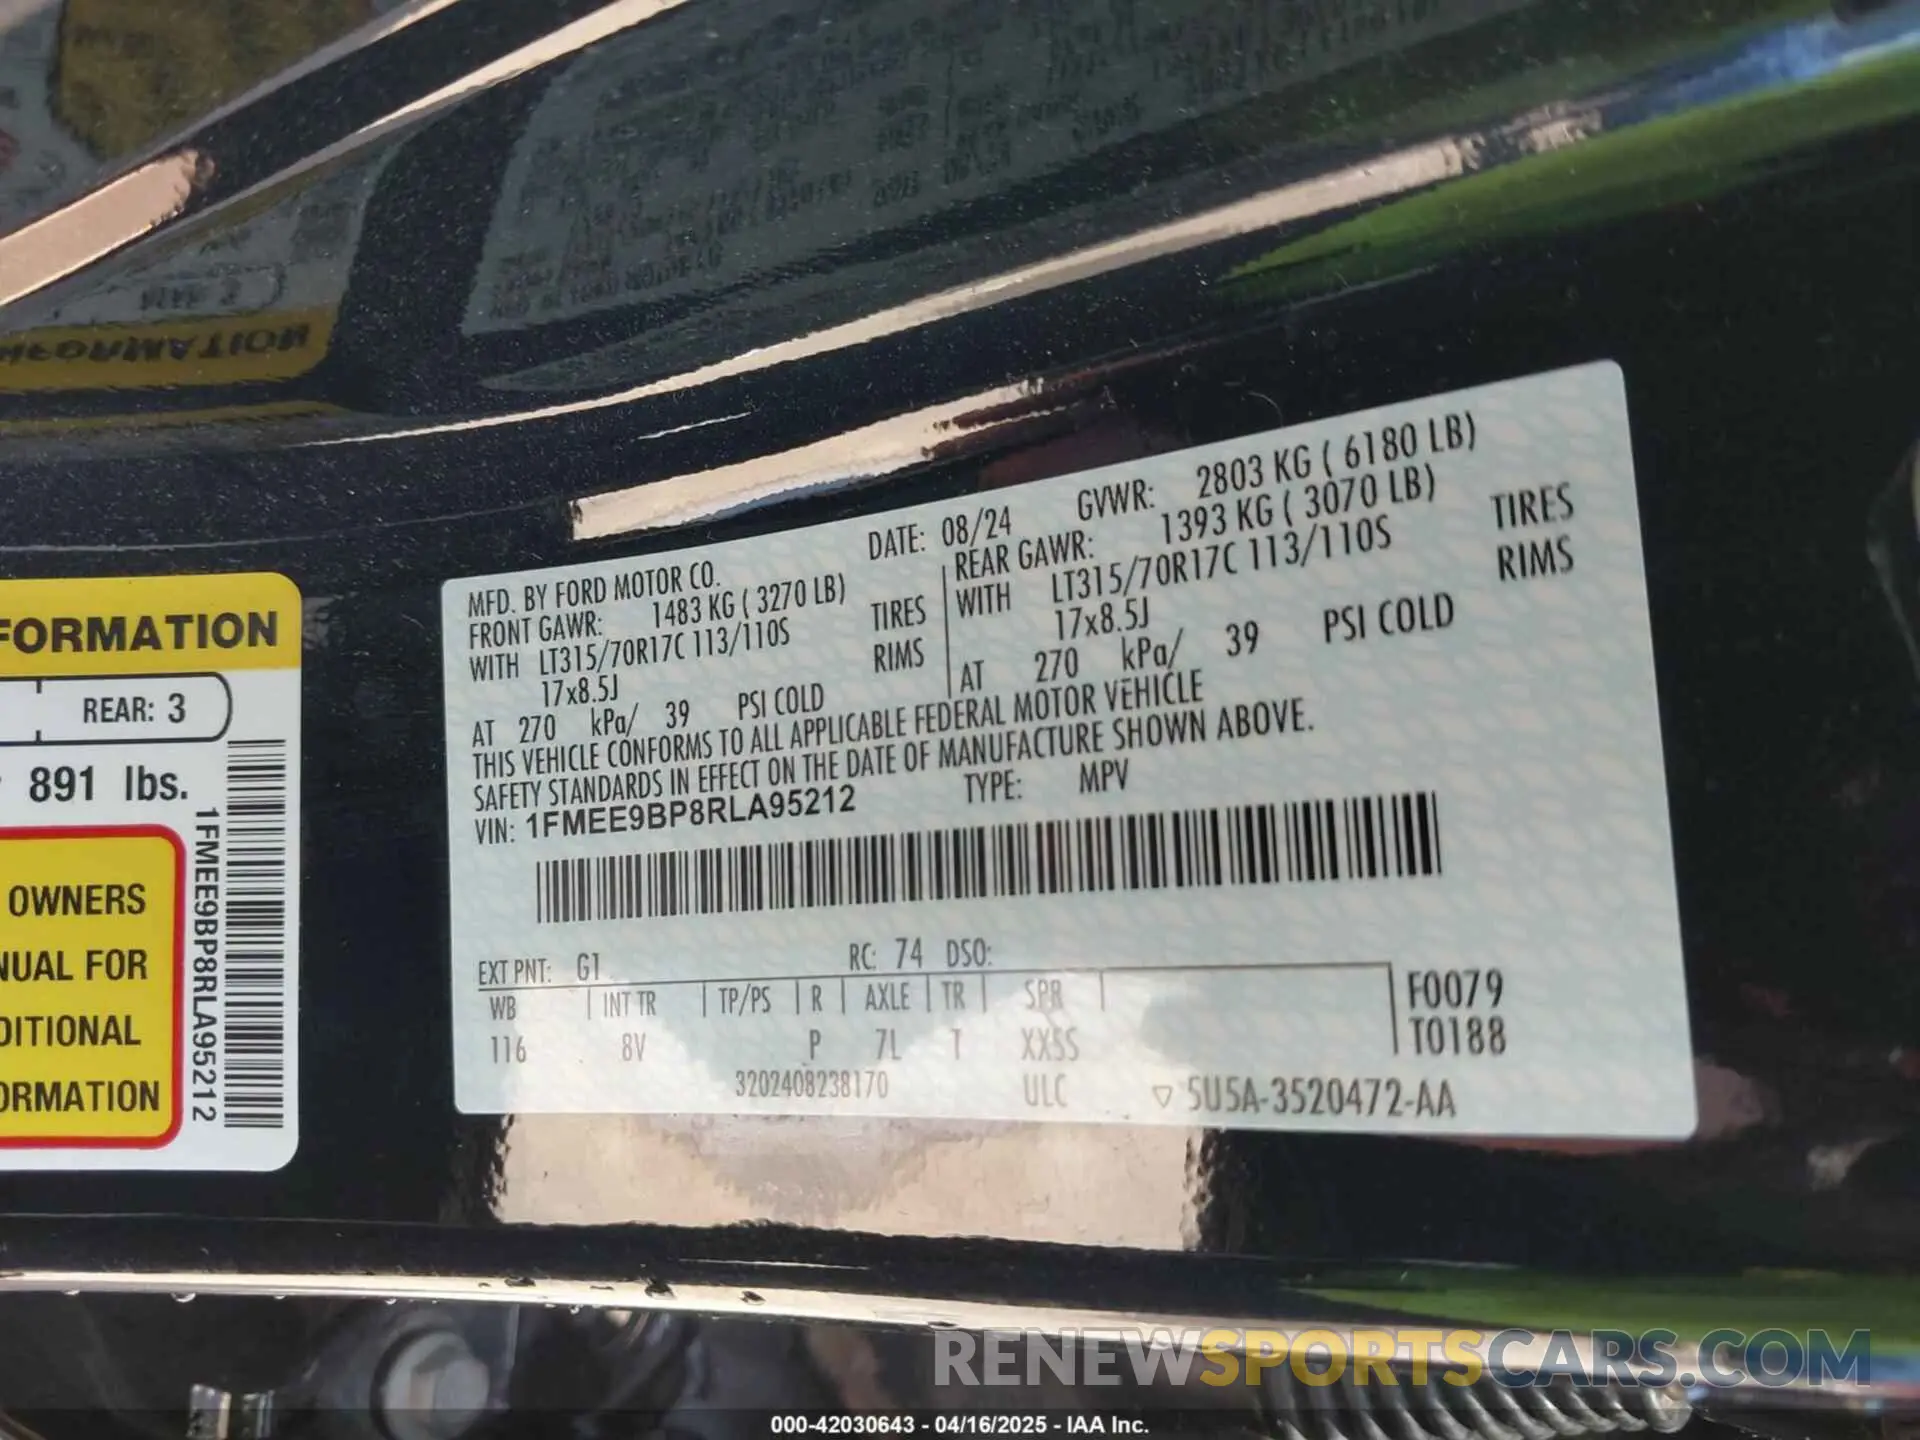 FORMATION
REAR: 3
891 lbs.
OWNERS
NUAL FOR
DITIONAL
ORMATION
1FMEE9BP8RLA95212
MFD. BY FORD MOTOR CO.
DATE: 08/24
GVWR: 2803 KG ( 6180 LB)
FRONT GAWR: 1483 KG ( 3270 LB)
WITH LT315/70R17C 113/110S TIRES
17x8.5J RIMS
AT 270 kPa/ 39 PSI COLD
REAR GAWR: 1393 KG ( 3070 LB)
WITH LT315/70R17C 113/110S TIRES
17x8.5J RIMS
AT 270 kPa/ 39 PSI COLD
THIS VEHICLE CONFORMS TO ALL APPLICABLE FEDERAL MOTOR VEHICLE
SAFETY STANDARDS IN EFFECT ON THE DATE OF MANUFACTURE SHOWN ABOVE.
VIN: 1FMEE9BP8RLA95212 TYPE: MPV
EXT PNT: G1 RC: 74 DSO:
WB INT TR TP/PS R AXLE TR SPR
116 8V P 7L T XX5S
F0079
T0188
3202408238170 ULC ▽ 5U5A-3520472-AA
RENEWSPORTSCARS.COM
000-42030643 - 04/16/2025 - IAA Inc.